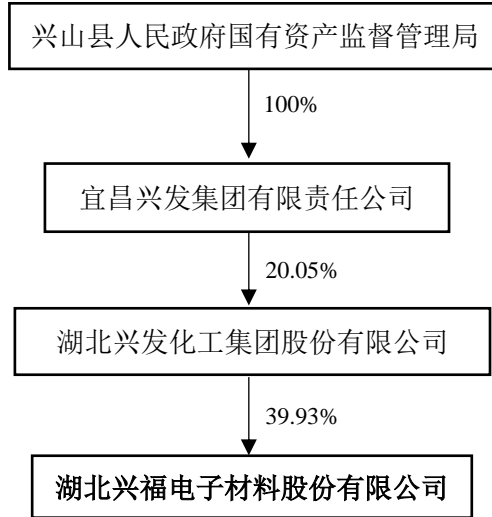 兴山县人民政府国有资产监督管理局
100%
宜昌兴发集团有限责任公司
20.05%
湖北兴发化工集团股份有限公司
39.93%
湖北兴福电子材料股份有限公司